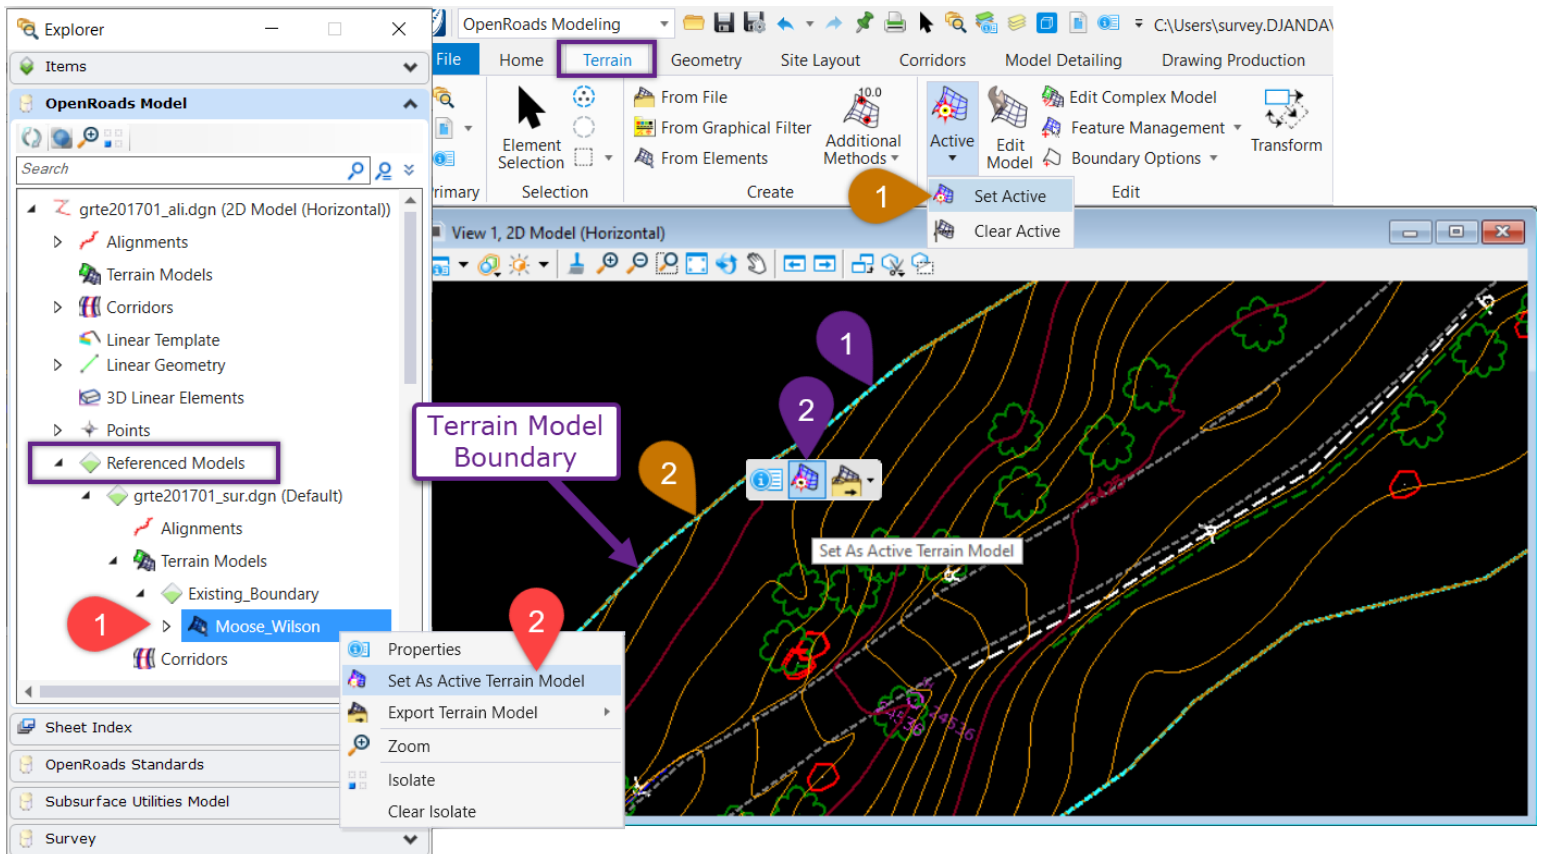 Explorer
Items
OpenRoads Model
Search
grte201701_ali.dgn (2D Model (Horizontal))
Alignments
Terrain Models
Corridors
Linear Template
Linear Geometry
3D Linear Elements
Points
Referenced Models
grte201701_sur.dgn (Default)
Alignments
Terrain Models
Existing_Boundary
1
Moose_Wilson
Corridors
Sheet Index
OpenRoads Standards
Subsurface Utilities Model
Survey
2
Properties
Set As Active Terrain Model
Export Terrain Model
Zoom
Isolate
Clear Isolate
OpenRoads Modeling
C:\Users\survey.DJANDA\
File
Home
Terrain
Geometry
Site Layout
Corridors
Model Detailing
Drawing Production
rimary
Element
Selection
Selection
From File
From Graphical Filter
From Elements
10.0
Additional
Methods
Create
Active
Edit
Model
Edit Complex Model
Feature Management
Boundary Options
Transform
Edit
1
Set Active
Clear Active
View 1, 2D Model (Horizontal)
1
2
Terrain Model
Boundary
2
Set As Active Terrain Model